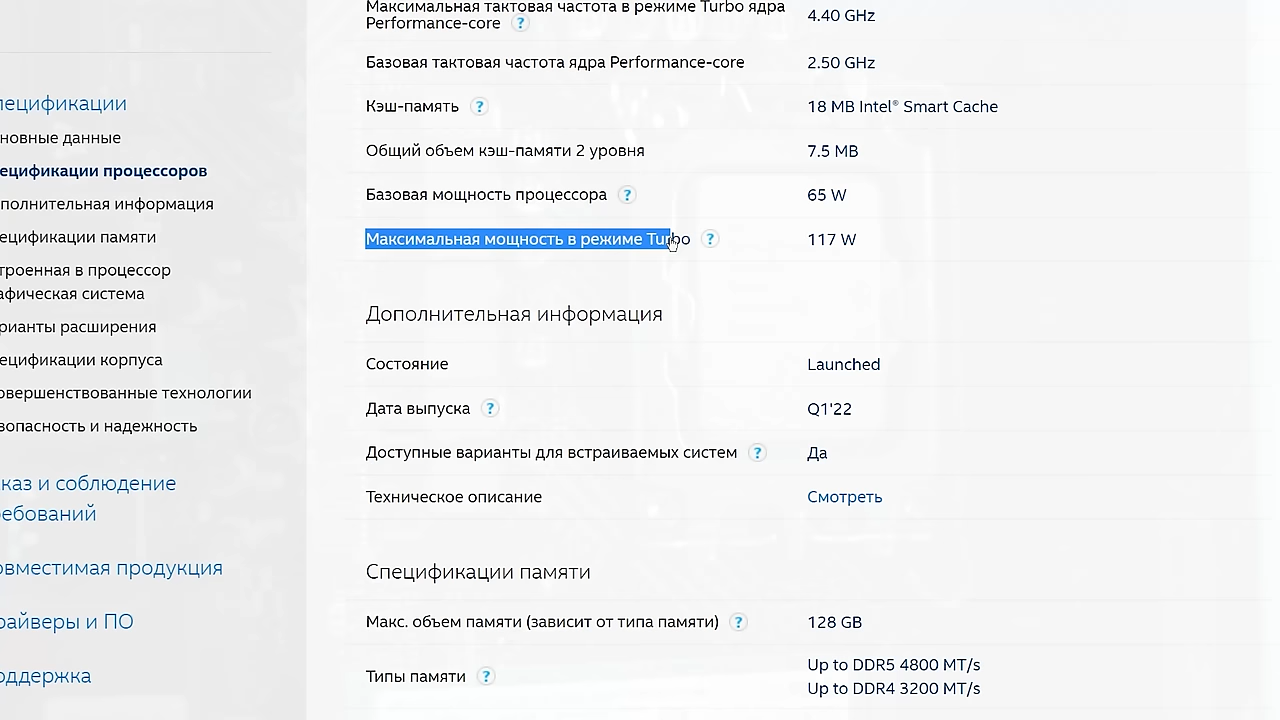 пецификации
новные данные
ецификации процессоров
полнительная информация
ецификации памяти
троенная в процессор
афическая система
рианты расширения
ецификации корпуса
овершенствованные технологии
зопасность и надежность
каз и соблюдение
ебований
овместимая продукция
райверы и ПО
оддержка
Максимальная тактовая частота в режиме Turbo ядра
Performance-core ? 4.40 GHz
Базовая тактовая частота ядра Performance-core 2.50 GHz
Кэш-память ? 18 MB Intel® Smart Cache
Общий объем кэш-памяти 2 уровня 7.5 MB
Базовая мощность процессора ? 65 W
Максимальная мощность в режиме Turbo ? 117 W
Дополнительная информация
Состояние Launched
Дата выпуска ? Q1'22
Доступные варианты для встраиваемых систем ? Да
Техническое описание Смотреть
Спецификации памяти
Макс. объем памяти (зависит от типа памяти) ? 128 GB
Типы памяти ? Up to DDR5 4800 MT/s
Up to DDR4 3200 MT/s